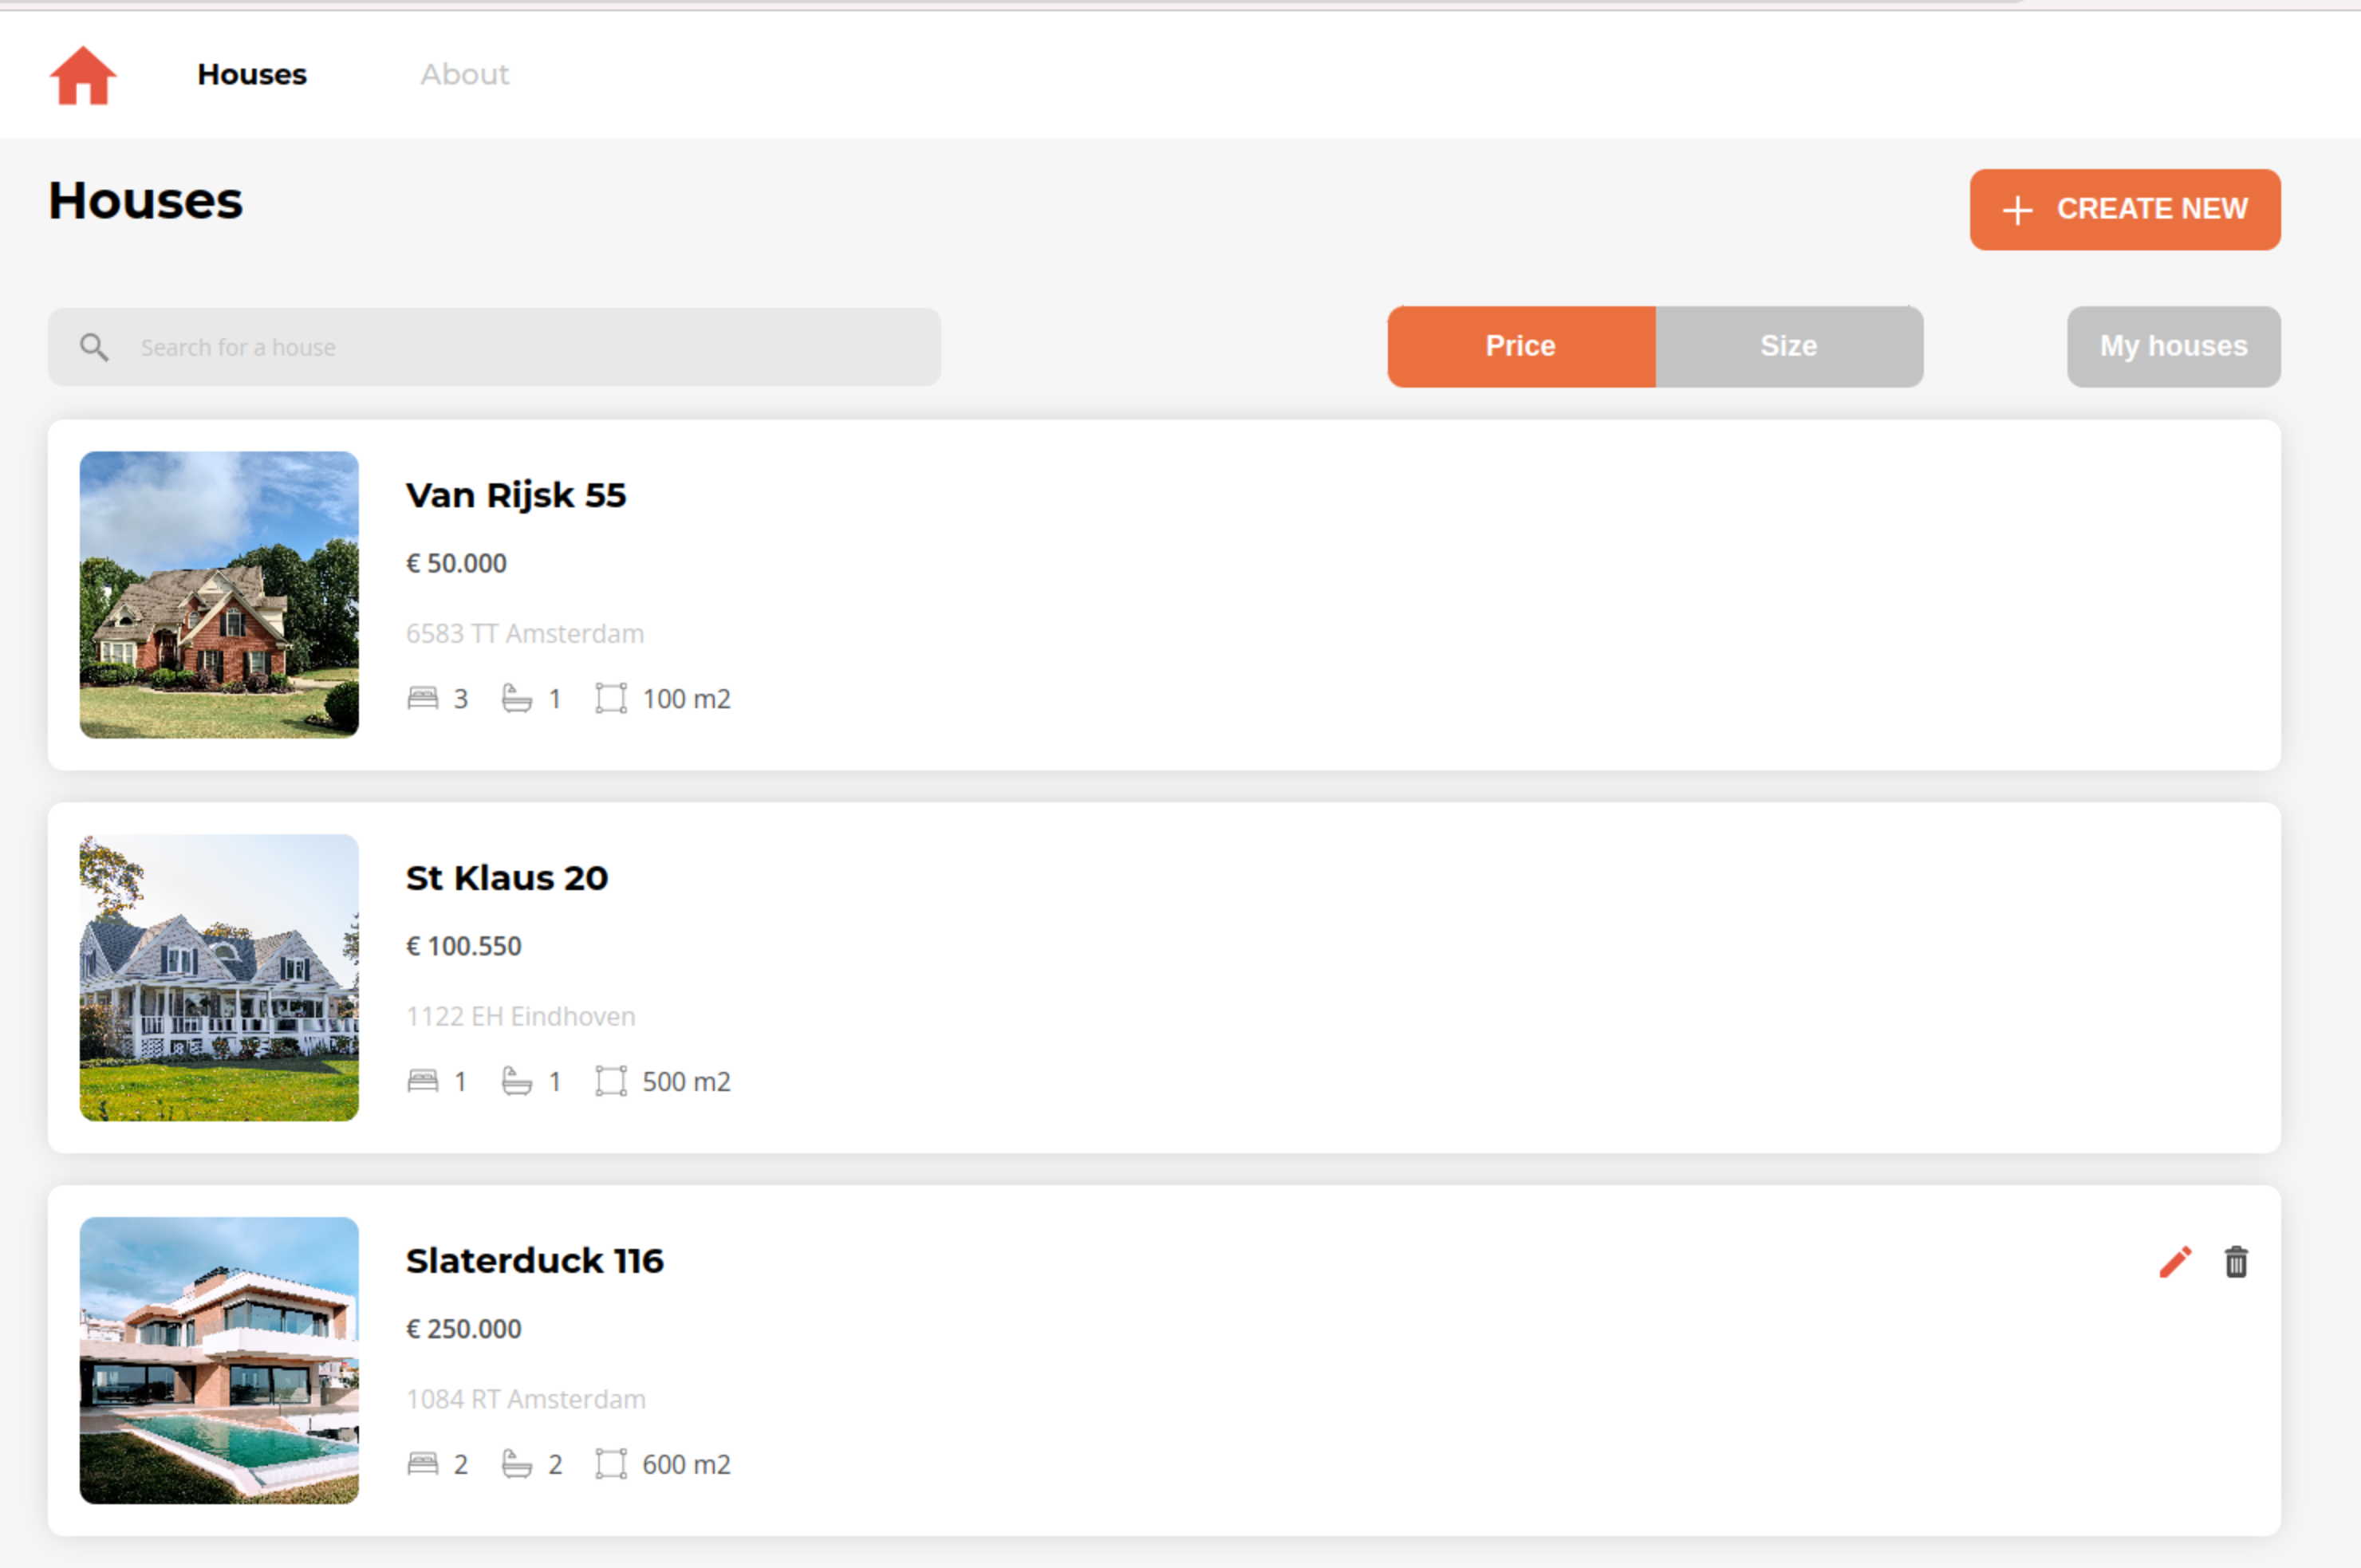 Houses
About
Houses
CREATE NEW
Search for a house
Price
Size
My houses
Van Rijsk 55
€ 50.000
6583 TT Amsterdam
3 1 100 m2
St Klaus 20
€ 100.550
1122 EH Eindhoven
1 1 500 m2
Slaterduck 116
€ 250.000
1084 RT Amsterdam
2 2 600 m2